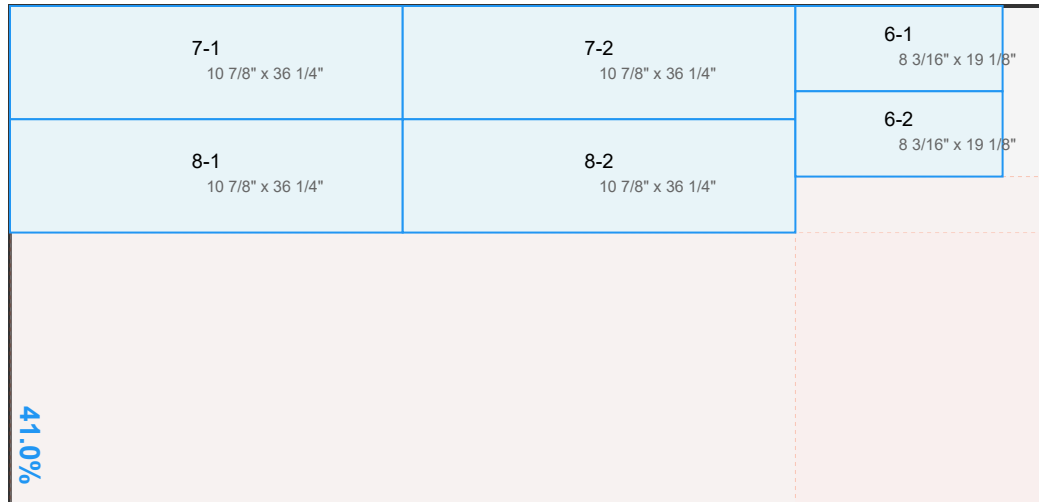 7-1
10 7/8" x 36 1/4"
7-2
10 7/8" x 36 1/4"
6-1
8 3/16" x 19 1/8"
6-2
8 3/16" x 19 1/8"
8-1
10 7/8" x 36 1/4"
8-2
10 7/8" x 36 1/4"
41.0%